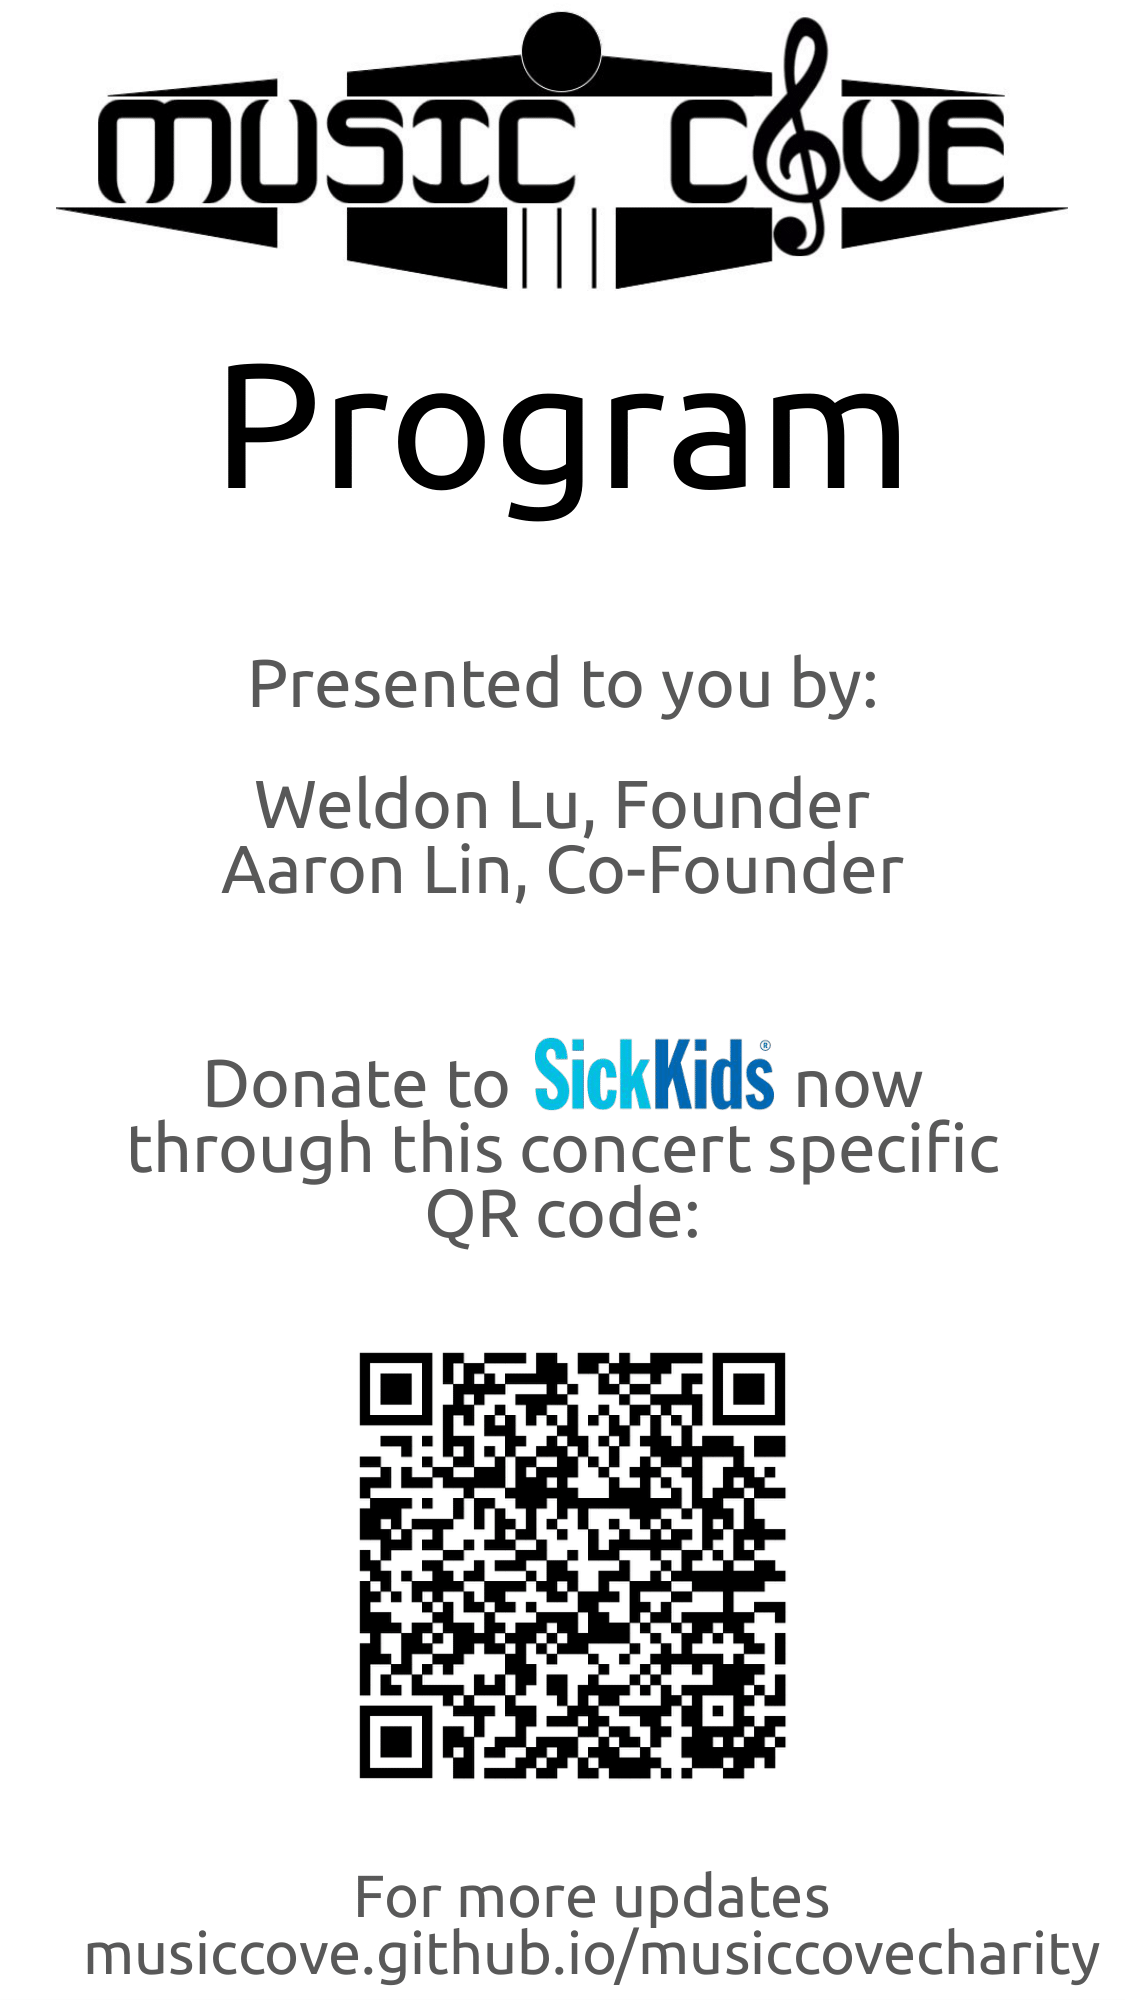 MUSIC COVE
Program
Presented to you by:
Weldon Lu, Founder
Aaron Lin, Co-Founder
Donate to SickKids® now
through this concert specific
QR code:
For more updates
musiccove.github.io/musiccovecharity